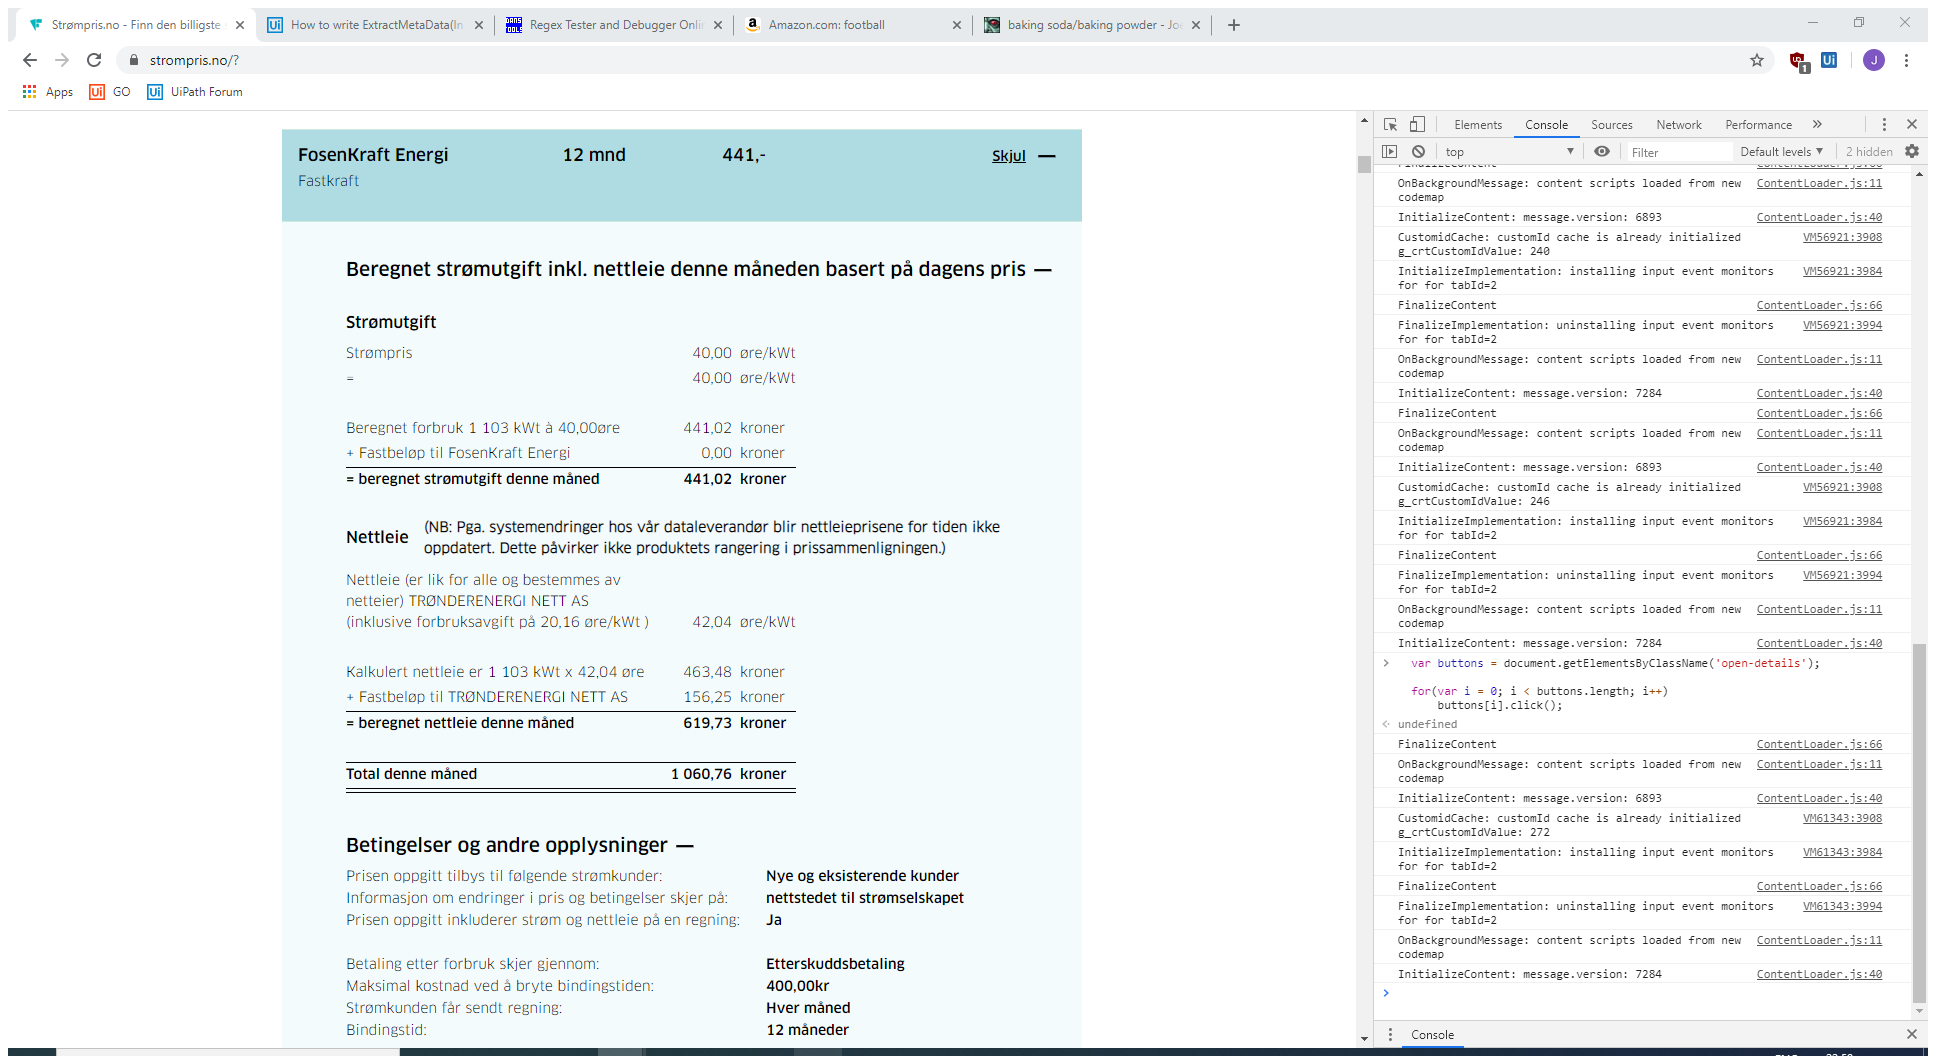 Strømpris.no - Finn den billigste
How to write ExtractMetaData(In
Regex Tester and Debugger Onli
Amazon.com: football
baking soda/baking powder - Joe
strompris.no/?
1
Ui
J
Apps
Ui GO
Ui UiPath Forum
FosenKraft Energi 12 mnd 441,- Skjul
Fastkraft
Beregnet strømutgift inkl. nettleie denne måneden basert på dagens pris —
Strømutgift
Strømpris 40,00 øre/kWt
= 40,00 øre/kWt
Beregnet forbruk 1 103 kWt à 40,00øre 441,02 kroner
+ Fastbeløp til FosenKraft Energi 0,00 kroner
= beregnet strømutgift denne måned 441,02 kroner
Nettleie
(NB: Pga. systemendringer hos vår dataleverandør blir nettleieprisene for tiden ikke
oppdatert. Dette påvirker ikke produktets rangering i prissammenligningen.)
Nettleie (er lik for alle og bestemmes av
netteier) TRØNDERENERGI NETT AS
(inklusive forbruksavgift på 20,16 øre/kWt ) 42,04 øre/kWt
Kalkulert nettleie er 1 103 kWt x 42,04 øre 463,48 kroner
+ Fastbeløp til TRØNDERENERGI NETT AS 156,25 kroner
= beregnet nettleie denne måned 619,73 kroner
Total denne måned 1 060,76 kroner
Betingelser og andre opplysninger —
Prisen oppgitt tilbys til følgende strømkunder: Nye og eksisterende kunder
Informasjon om endringer i pris og betingelser skjer på: nettstedet til strømselskapet
Prisen oppgitt inkluderer strøm og nettleie på en regning: Ja
Betaling etter forbruk skjer gjennom: Etterskuddsbetaling
Maksimal kostnad ved å bryte bindingstiden: 400,00kr
Strømkunden får sendt regning: Hver måned
Bindingstid: 12 måneder
Elements Console Sources Network Performance »
top Filter Default levels 2 hidden
FinalizeContent ContentLoader.js:66
OnBackgroundMessage: content scripts loaded from new ContentLoader.js:11
codemap
InitializeContent: message.version: 6893 ContentLoader.js:40
CustomidCache: customId cache is already initialized VM56921:3908
g_crtCustomIdValue: 240
InitializeImplementation: installing input event monitors VM56921:3984
for for tabId=2
FinalizeContent ContentLoader.js:66
FinalizeImplementation: uninstalling input event monitors VM56921:3994
for for tabId=2
OnBackgroundMessage: content scripts loaded from new ContentLoader.js:11
codemap
InitializeContent: message.version: 7284 ContentLoader.js:40
FinalizeContent ContentLoader.js:66
OnBackgroundMessage: content scripts loaded from new ContentLoader.js:11
codemap
InitializeContent: message.version: 6893 ContentLoader.js:40
CustomidCache: customId cache is already initialized VM56921:3908
g_crtCustomIdValue: 246
InitializeImplementation: installing input event monitors VM56921:3984
for for tabId=2
FinalizeContent ContentLoader.js:66
FinalizeImplementation: uninstalling input event monitors VM56921:3994
for for tabId=2
OnBackgroundMessage: content scripts loaded from new ContentLoader.js:11
codemap
InitializeContent: message.version: 7284 ContentLoader.js:40
> var buttons = document.getElementsByClassName('open-details');
for(var i = 0; i < buttons.length; i++)
buttons[i].click();
undefined
FinalizeContent ContentLoader.js:66
OnBackgroundMessage: content scripts loaded from new ContentLoader.js:11
codemap
InitializeContent: message.version: 6893 ContentLoader.js:40
CustomidCache: customId cache is already initialized VM61343:3908
g_crtCustomIdValue: 272
InitializeImplementation: installing input event monitors VM61343:3984
for for tabId=2
FinalizeContent ContentLoader.js:66
FinalizeImplementation: uninstalling input event monitors VM61343:3994
for for tabId=2
OnBackgroundMessage: content scripts loaded from new ContentLoader.js:11
codemap
InitializeContent: message.version: 7284 ContentLoader.js:40
>
Console